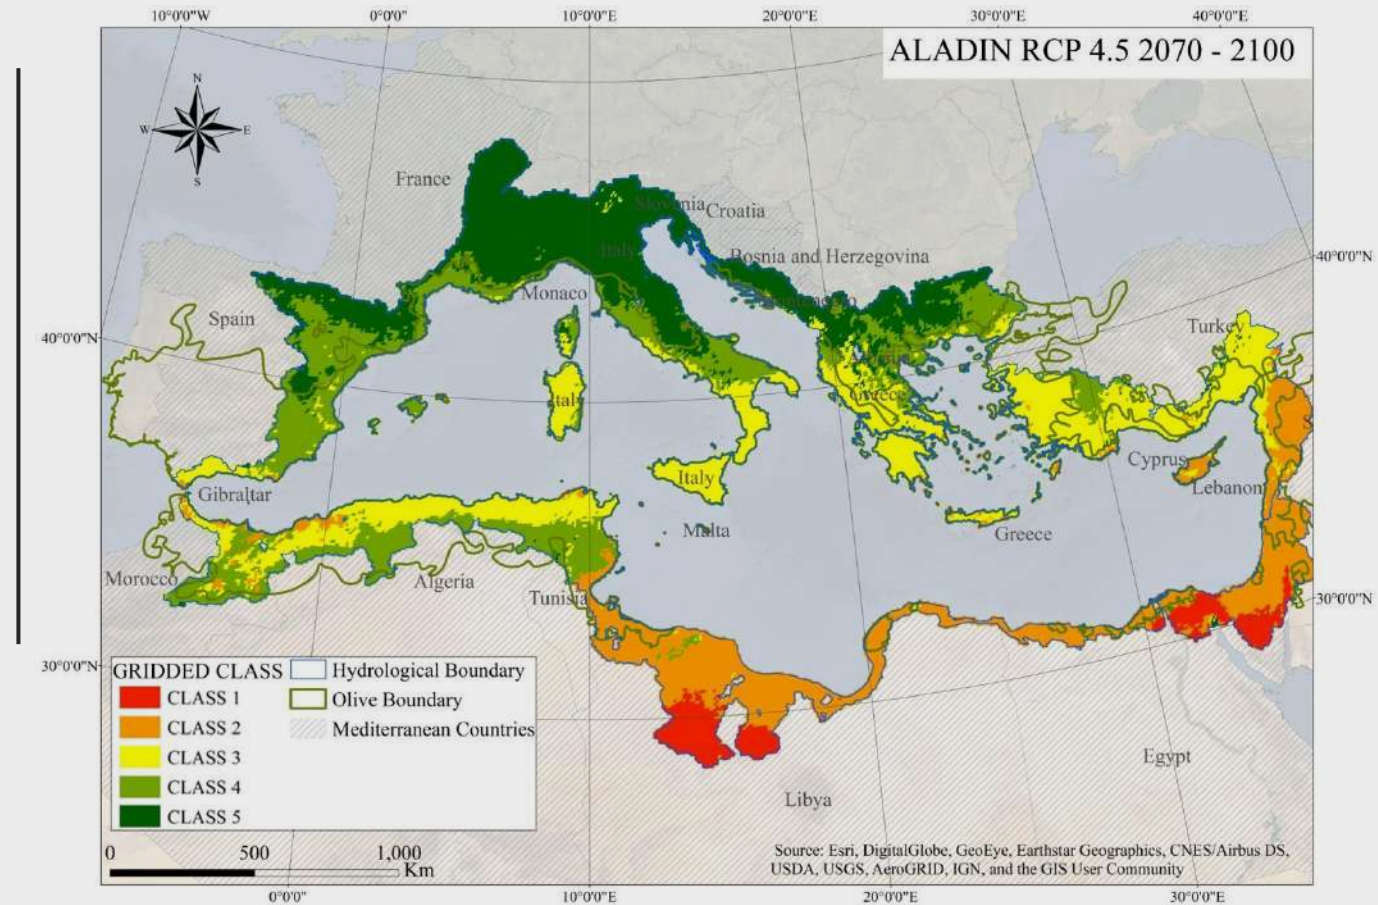 10°0'0"W 0°0'0" 10°0'0"E 20°0'0"E 30°0'0"E 40°0'0"E
ALADIN RCP 4.5 2070 - 2100
N
W E
S
France
Slovenia
Croatia
Italy
Bosnia and Herzegovina
40°0'0"N
Monaco
Montenegro
Spain
Turkey
40°0'0"N
Greece
Italy
Cyprus
Italy
Lebanon
Gibraltar
Malta
Greece
Morocco
Algeria
Tunisia
30°0'0"N
30°0'0"N
GRIDDED CLASS
CLASS 1
CLASS 2
CLASS 3
CLASS 4
CLASS 5
Hydrological Boundary
Olive Boundary
Mediterranean Countries
Egypt
Libya
0 500 1,000
Km
Source: Esri, DigitalGlobe, GeoEye, Earthstar Geographics, CNES/Airbus DS,
USDA, USGS, AeroGRID, IGN, and the GIS User Community
0°0'0" 10°0'0"E 20°0'0"E 30°0'0"E